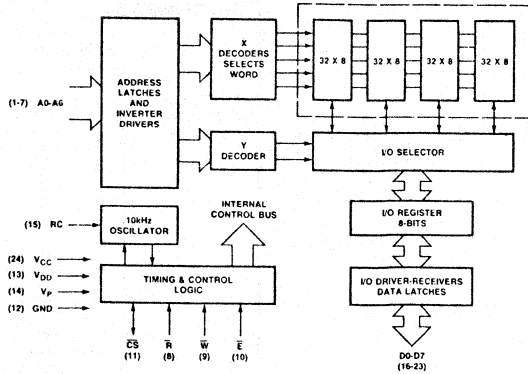 X
DECODERS
SELECTS
WORD
32 X 8
32 X 8
32 X 8
32 X 8
ADDRESS
LATCHES
AND
INVERTER
DRIVERS
(1-7) A0-A6
Y
DECODER
I/O SELECTOR
INTERNAL
CONTROL BUS
(15) RC
10kHz
OSCILLATOR
I/O REGISTER
8-BITS
(24) VCC
(13) VDD
(14) VP
(12) GND
TIMING & CONTROL
LOGIC
I/O DRIVER-RECEIVERS
DATA LATCHES
C̅S̅ R̅ W̅ E̅
(11) (8) (9) (10)
D0-D7
(16-23)